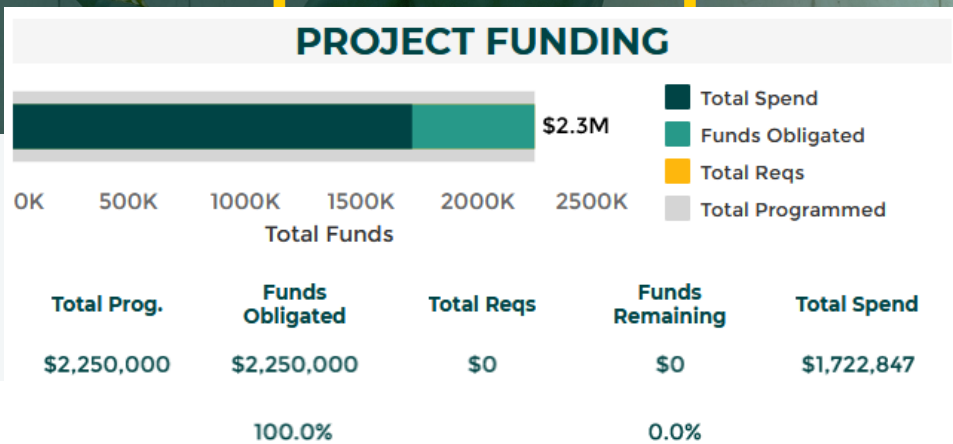 PROJECT FUNDING
$2.3M
Total Spend
Funds Obligated
Total Reqs
Total Programmed
0K 500K 1000K 1500K 2000K 2500K
Total Funds
Total Prog. Funds Obligated Total Reqs Funds Remaining Total Spend
$2,250,000 $2,250,000 $0 $0 $1,722,847
100.0% 0.0%